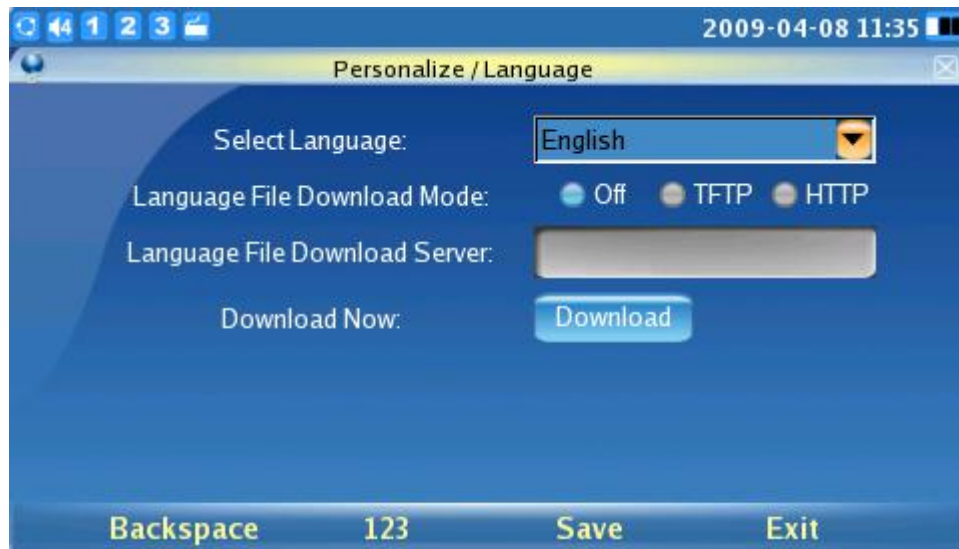 4 1 2 3 2009-04-08 11:35
Personalize / Language
Select Language: English
Language File Download Mode: Off TFTP HTTP
Language File Download Server:
Download Now: Download
Backspace 123 Save Exit